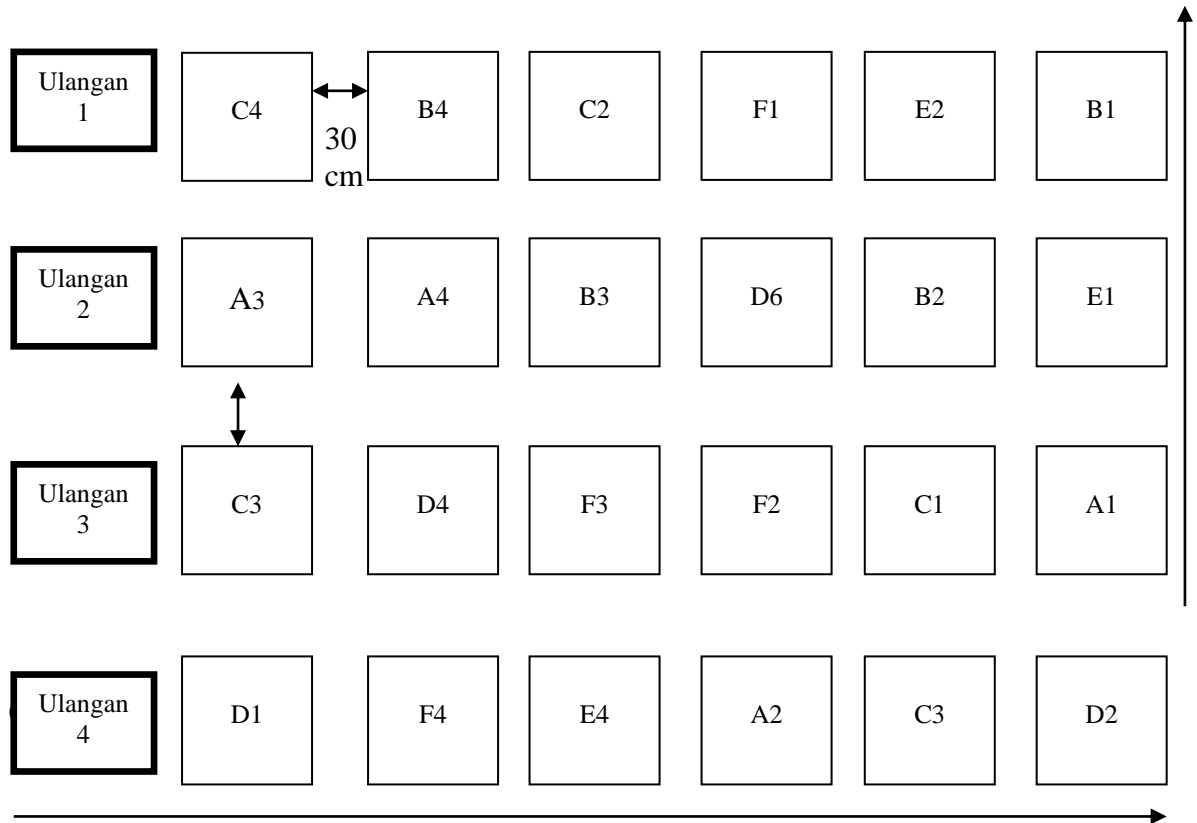 Ulangan
1
C4
30
cm
B4
C2
F1
E2
B1
Ulangan
2
A3
A4
B3
D6
B2
E1
Ulangan
3
C3
D4
F3
F2
C1
A1
Ulangan
4
D1
F4
E4
A2
C3
D2